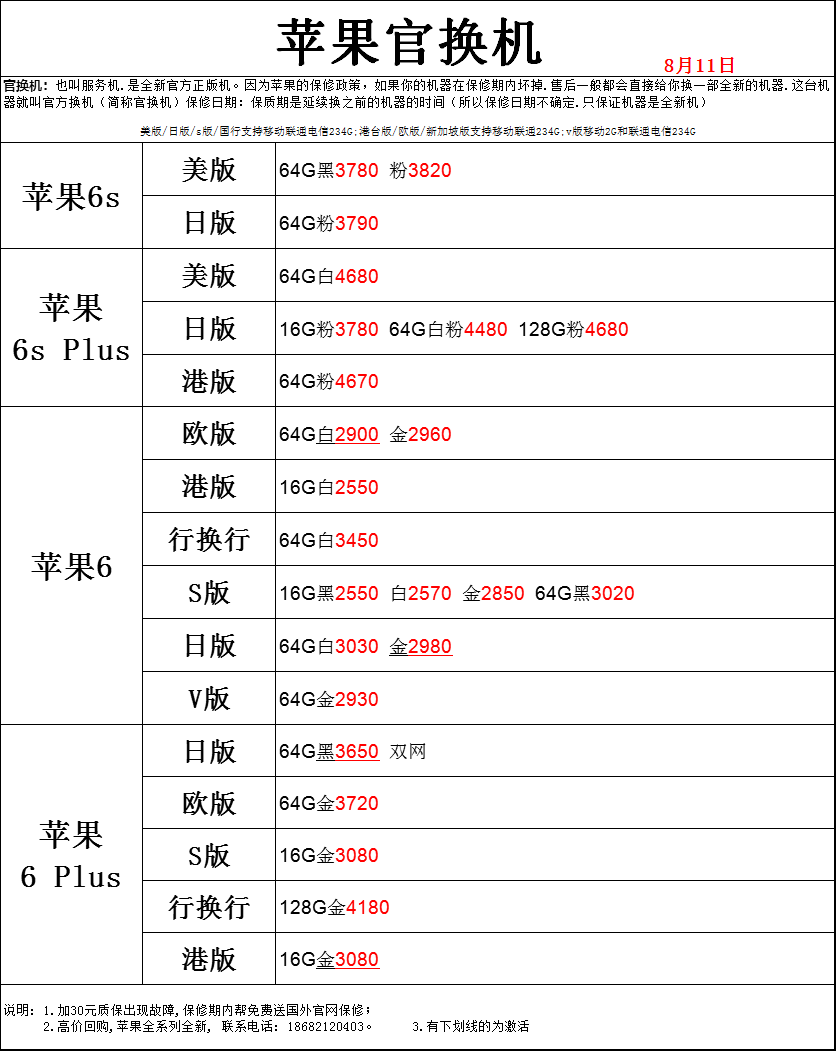 苹果官换机
8月11日
官换机：也叫服务机.是全新官方正版机。因为苹果的保修政策，如果你的机器在保修期内坏掉.售后一般都会直接给你换一部全新的机器.这台机
器就叫官方换机（简称官换机）保修日期：保质期是延续换之前的机器的时间（所以保修日期不确定.只保证机器是全新机）
美版/日版/s版/国行支持移动联通电信234G;港台版/欧版/新加坡版支持移动联通234G;v版移动2G和联通电信234G
苹果6s
美版 64G黑3780 粉3820
日版 64G粉3790
苹果
6s Plus
美版 64G白4680
日版 16G粉3780 64G白粉4480 128G粉4680
港版 64G粉4670
苹果6
欧版 64G白2900 金2960
港版 16G白2550
行换行 64G白3450
S版 16G黑2550 白2570 金2850 64G黑3020
日版 64G白3030 金2980
V版 64G金2930
苹果
6 Plus
日版 64G黑3650 双网
欧版 64G金3720
S版 16G金3080
行换行 128G金4180
港版 16G金3080
说明：1.加30元质保出现故障,保修期内帮免费送国外官网保修；
2.高价回购,苹果全系列全新, 联系电话：18682120403。 3.有下划线的为激活